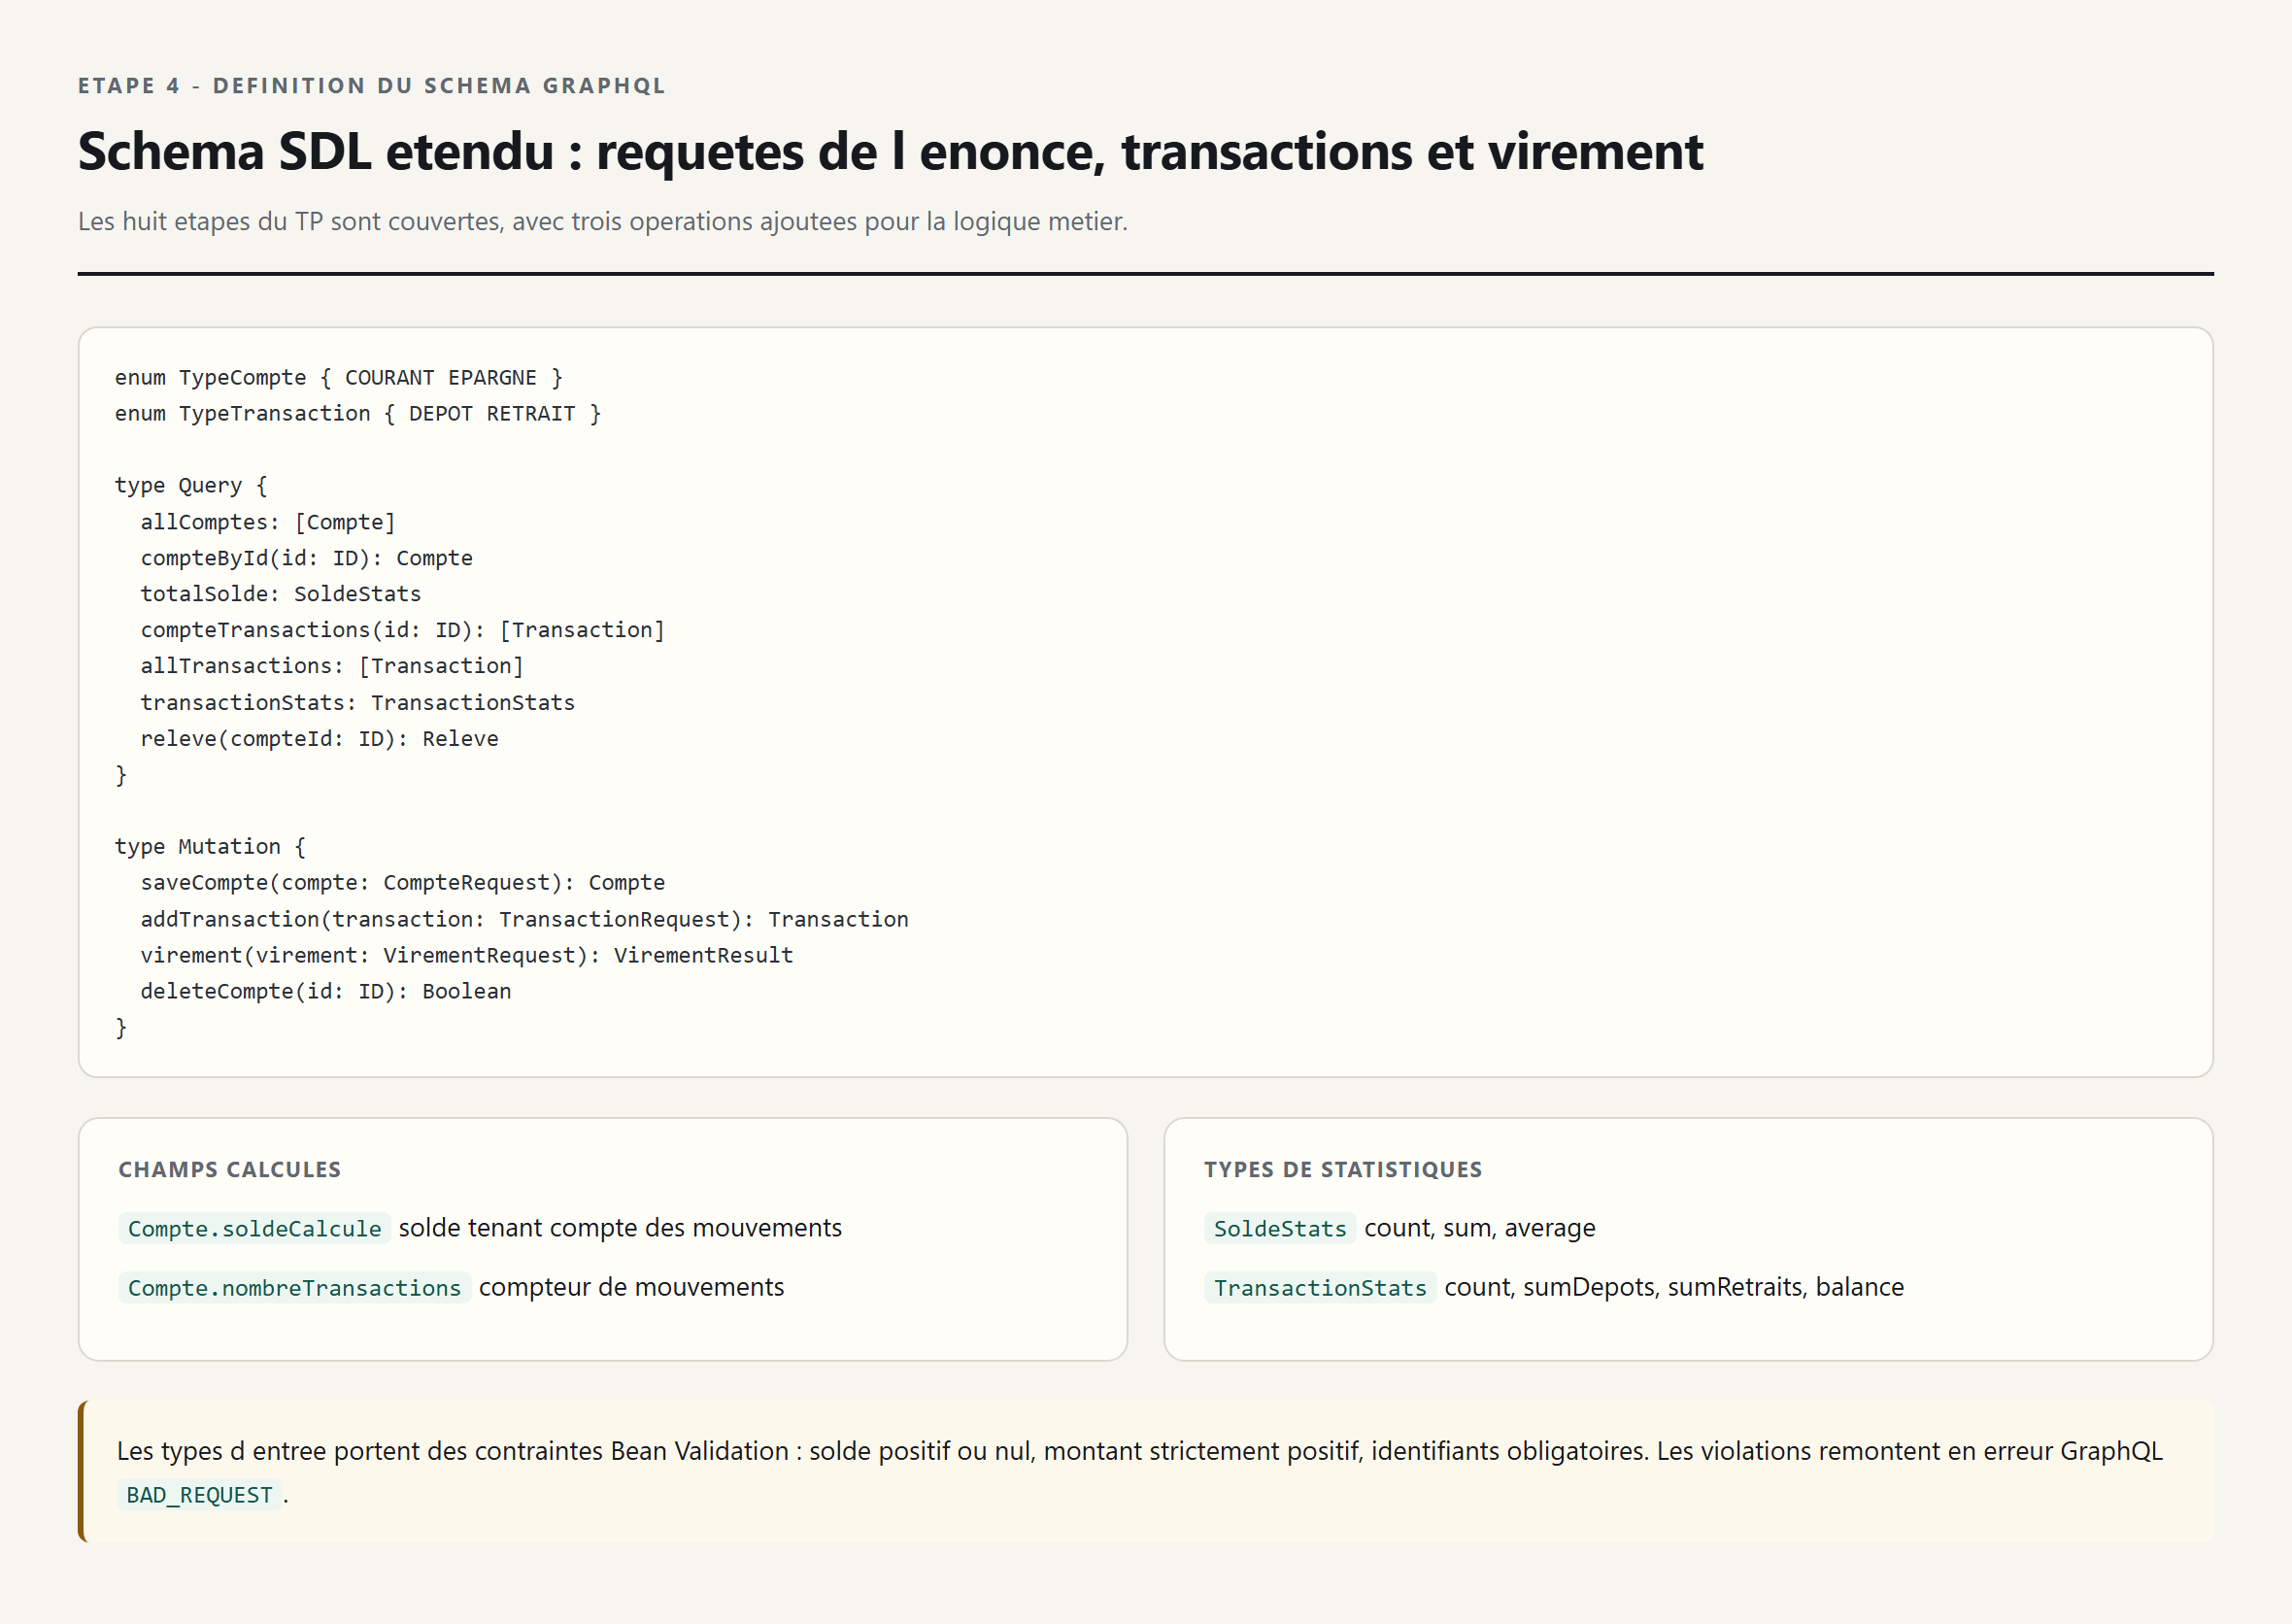 ETAPE 4 - DEFINITION DU SCHEMA GRAPHQL
Schema SDL etendu : requetes de l enonce, transactions et virement
Les huit etapes du TP sont couvertes, avec trois operations ajoutees pour la logique metier.
enum TypeCompte { COURANT EPARGNE }
enum TypeTransaction { DEPOT RETRAIT }
type Query {
  allComptes: [Compte]
  compteById(id: ID): Compte
  totalSolde: SoldeStats
  compteTransactions(id: ID): [Transaction]
  allTransactions: [Transaction]
  transactionStats: TransactionStats
  releve(compteId: ID): Releve
}
type Mutation {
  saveCompte(compte: CompteRequest): Compte
  addTransaction(transaction: TransactionRequest): Transaction
  virement(virement: VirementRequest): VirementResult
  deleteCompte(id: ID): Boolean
}
CHAMPS CALCULES
Compte.soldeCalcule solde tenant compte des mouvements
Compte.nombreTransactions compteur de mouvements
TYPES DE STATISTIQUES
SoldeStats count, sum, average
TransactionStats count, sumDepots, sumRetraits, balance
Les types d entree portent des contraintes Bean Validation : solde positif ou nul, montant strictement positif, identifiants obligatoires. Les violations remontent en erreur GraphQL
BAD_REQUEST .